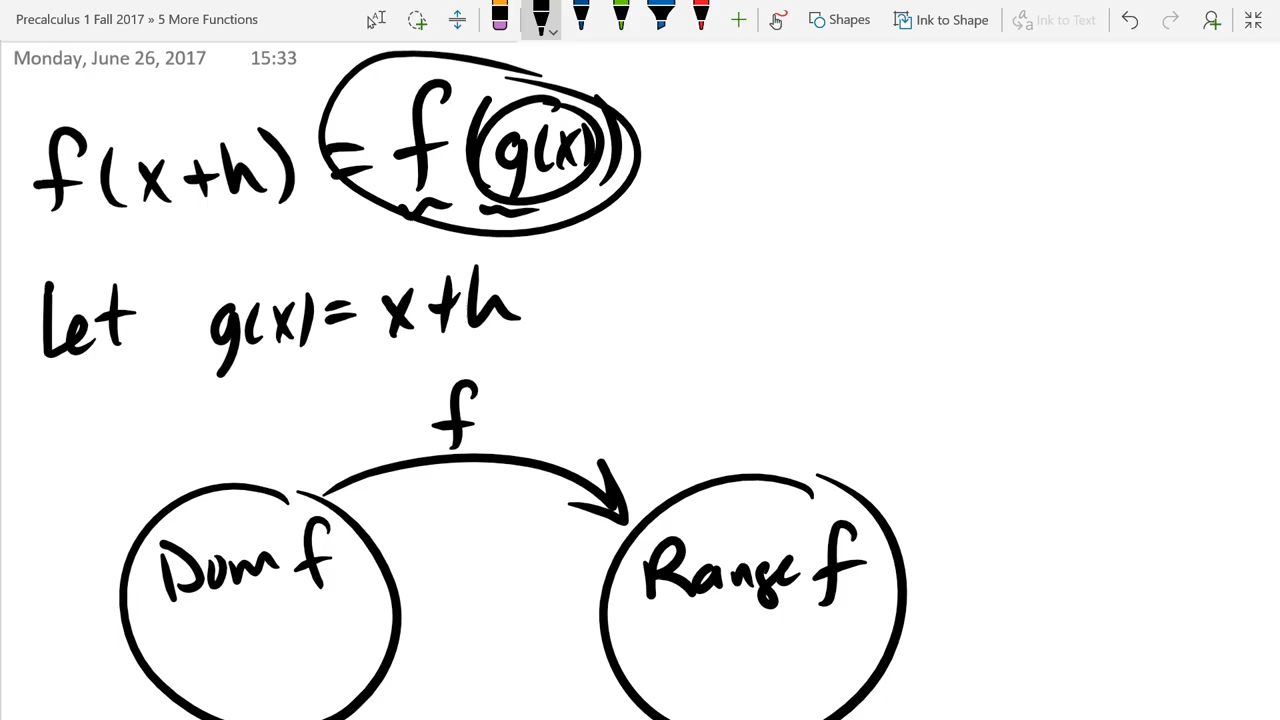 Precalculus 1 Fall 2017 » 5 More Functions
Shapes
Ink to Shape
Ink to Text
Monday, June 26, 2017 15:33
f(x+h) = f(g(x))
Let g(x) = x+h
f
Dom f
Range f